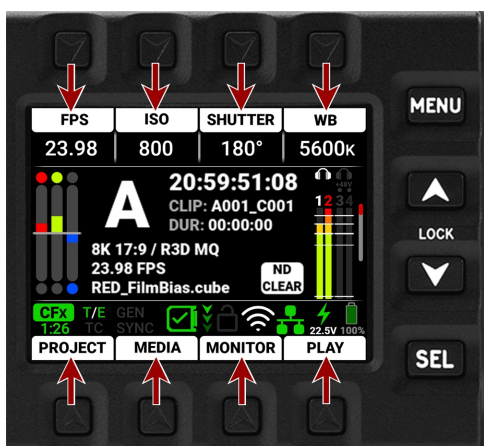 FPS ISO SHUTTER WB
23.98 800 180° 5600K
MENU
A
20:59:51:08
CLIP: A001_C001
DUR: 00:00:00
+48V
1 2 3 4
8K 17:9 / R3D MQ
23.98 FPS
RED_FilmBias.cube
ND
CLEAR
LOCK
CFx T/E GEN
1:26 TC SYNC
22.5V 100%
PROJECT MEDIA MONITOR PLAY
SEL